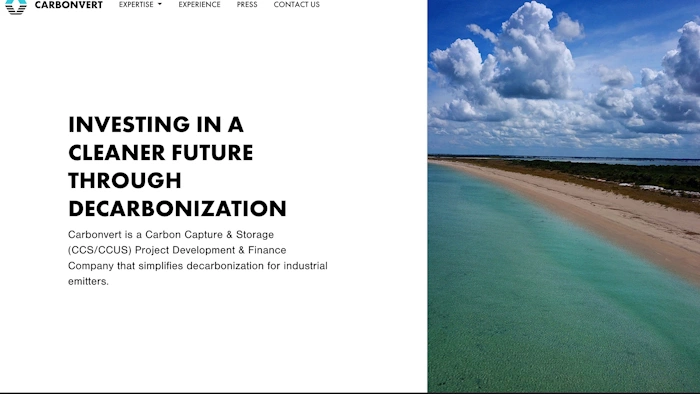 CARBONVERT EXPERTISE EXPERIENCE PRESS CONTACT US
INVESTING IN A
CLEANER FUTURE
THROUGH
DECARBONIZATION
Carbonvert is a Carbon Capture & Storage
(CCS/CCUS) Project Development & Finance
Company that simplifies decarbonization for industrial
emitters.